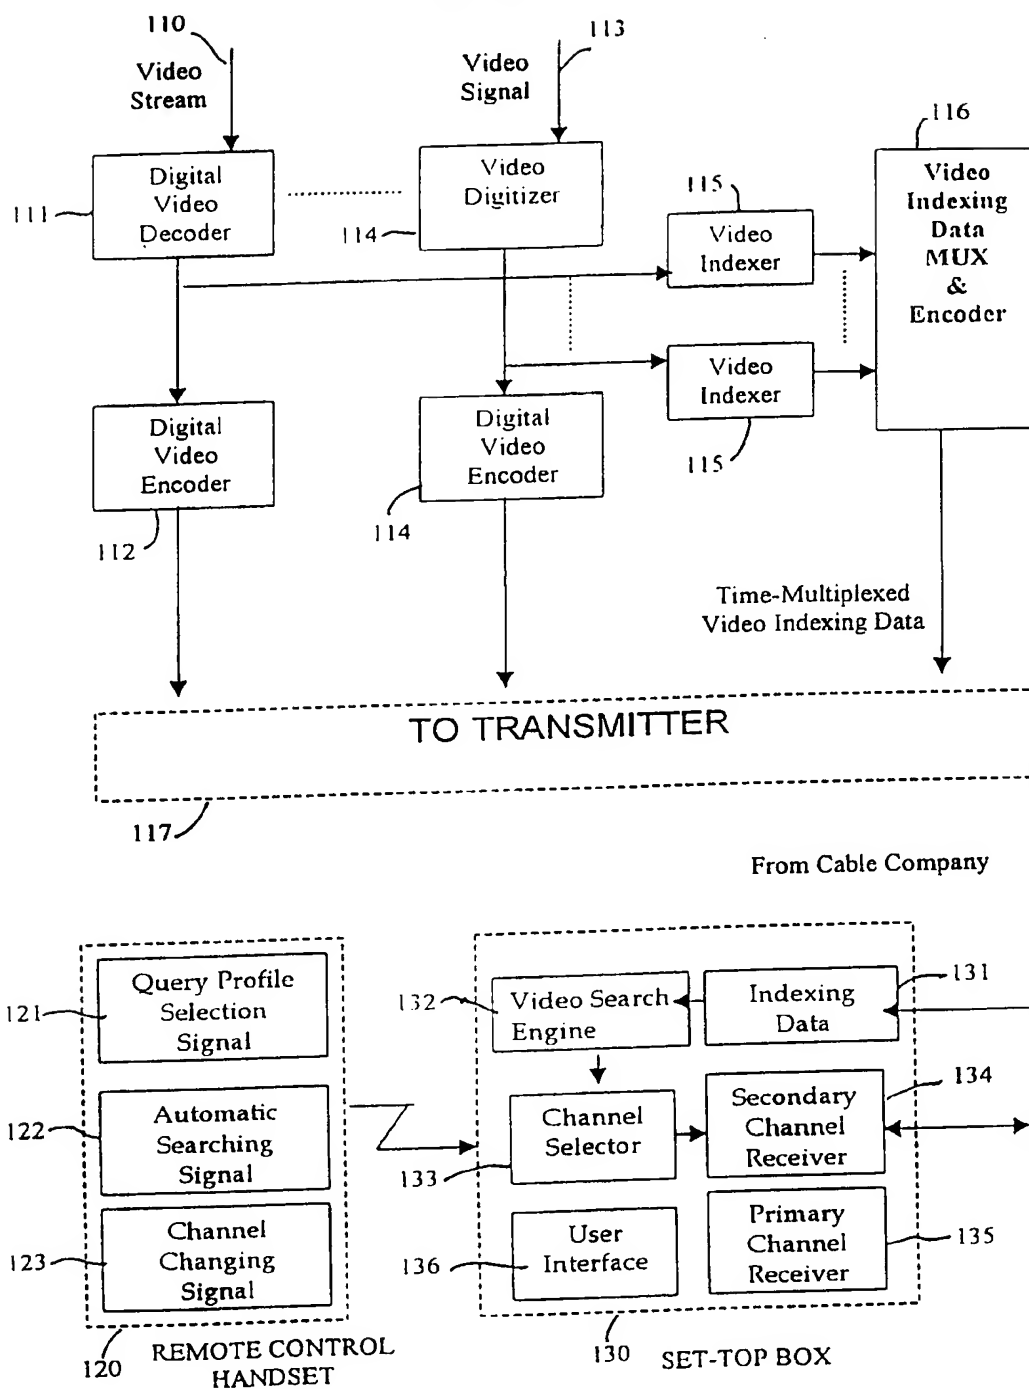 110
113
Video
Stream
Video
Signal
116
Digital
Video
Decoder
111
Video
Digitizer
114
115
Video
Indexer
Video
Indexing
Data
MUX
&
Encoder
Video
Indexer
115
Digital
Video
Encoder
112
Digital
Video
Encoder
114
Time-Multiplexed
Video Indexing Data
TO TRANSMITTER
117
From Cable Company
121
Query Profile
Selection
Signal
122
Automatic
Searching
Signal
123
Channel
Changing
Signal
120
REMOTE CONTROL
HANDSET
132
Video Search
Engine
Indexing
Data
131
Channel
Selector
133
Secondary
Channel
Receiver
134
User
Interface
136
Primary
Channel
Receiver
135
130
SET-TOP BOX